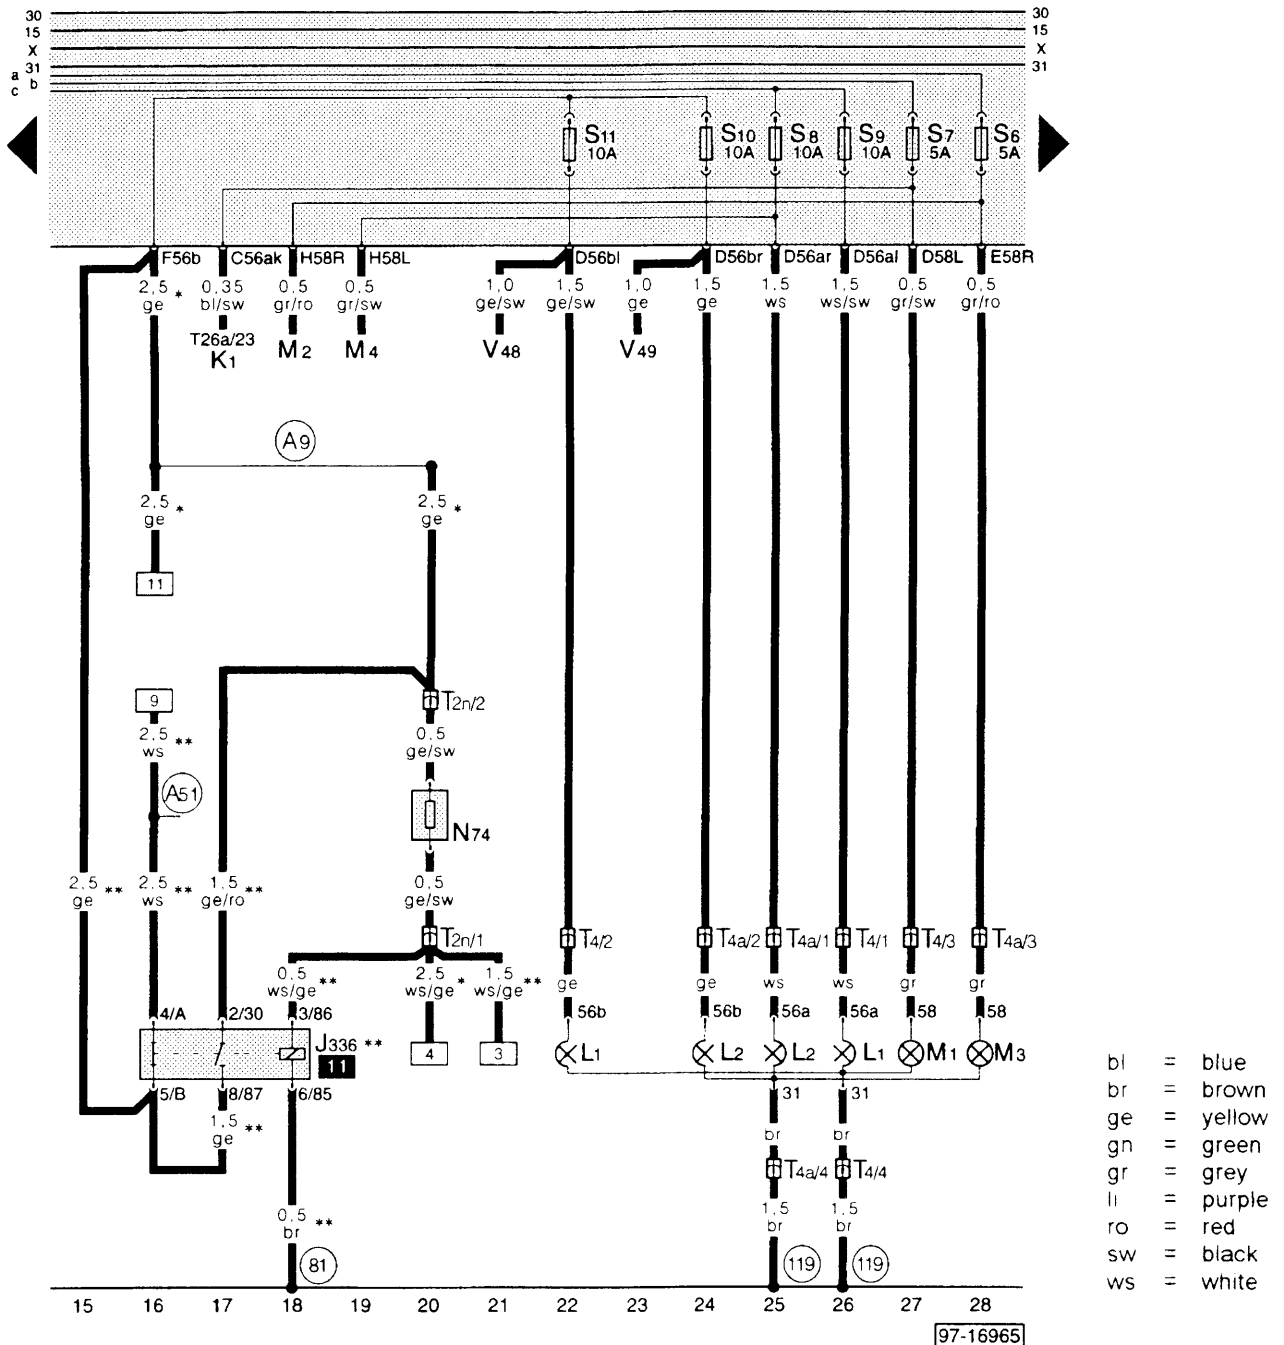 30 30
15 15
X X
31 31
a
b
c
S11 S10 S8 S9 S7 S6
10A 10A 10A 10A 5A 5A
F56b C56ak H58R H58L D56bl D56br D56ar D56al D58L E58R
2,5 0,35 0,5 0,5 1,0 1,5 1,0 1,5 1,5 1,5 0,5 0,5
ge * bl/sw gr/ro gr/sw ge/sw ge/sw ge ge ws ws/sw gr/sw gr/ro
T26a/23
K1 M2 M4 V48 V49
A9
2,5 2,5
ge * ge *
11
9 T2n/2
2,5 0,5
ws ** ge/sw
A51
N74
2,5 2,5 1,5 0,5
ge ** ws ** ge/ro ** ge/sw
T2n/1 T4/2 T4a/2 T4a/1 T4/1 T4/3 T4a/3
0,5 2,5 1,5
ws/ge ** ws/ge * ws/ge ** ge ge ws ws gr gr
4/A 2/30 3/86 56b 56b 56a 56a 58 58
J336 ** 4 3 L1 L2 L2 L1 M1 M3
11
5/B 8/87 6/85 31 31
1,5
ge **
br br
T4a/4 T4/4
0,5 1,5 1,5
br ** br br
81 119 119
15 16 17 18 19 20 21 22 23 24 25 26 27 28
97-16965
bl = blue
br = brown
ge = yellow
gn = green
gr = grey
li = purple
ro = red
sw = black
ws = white